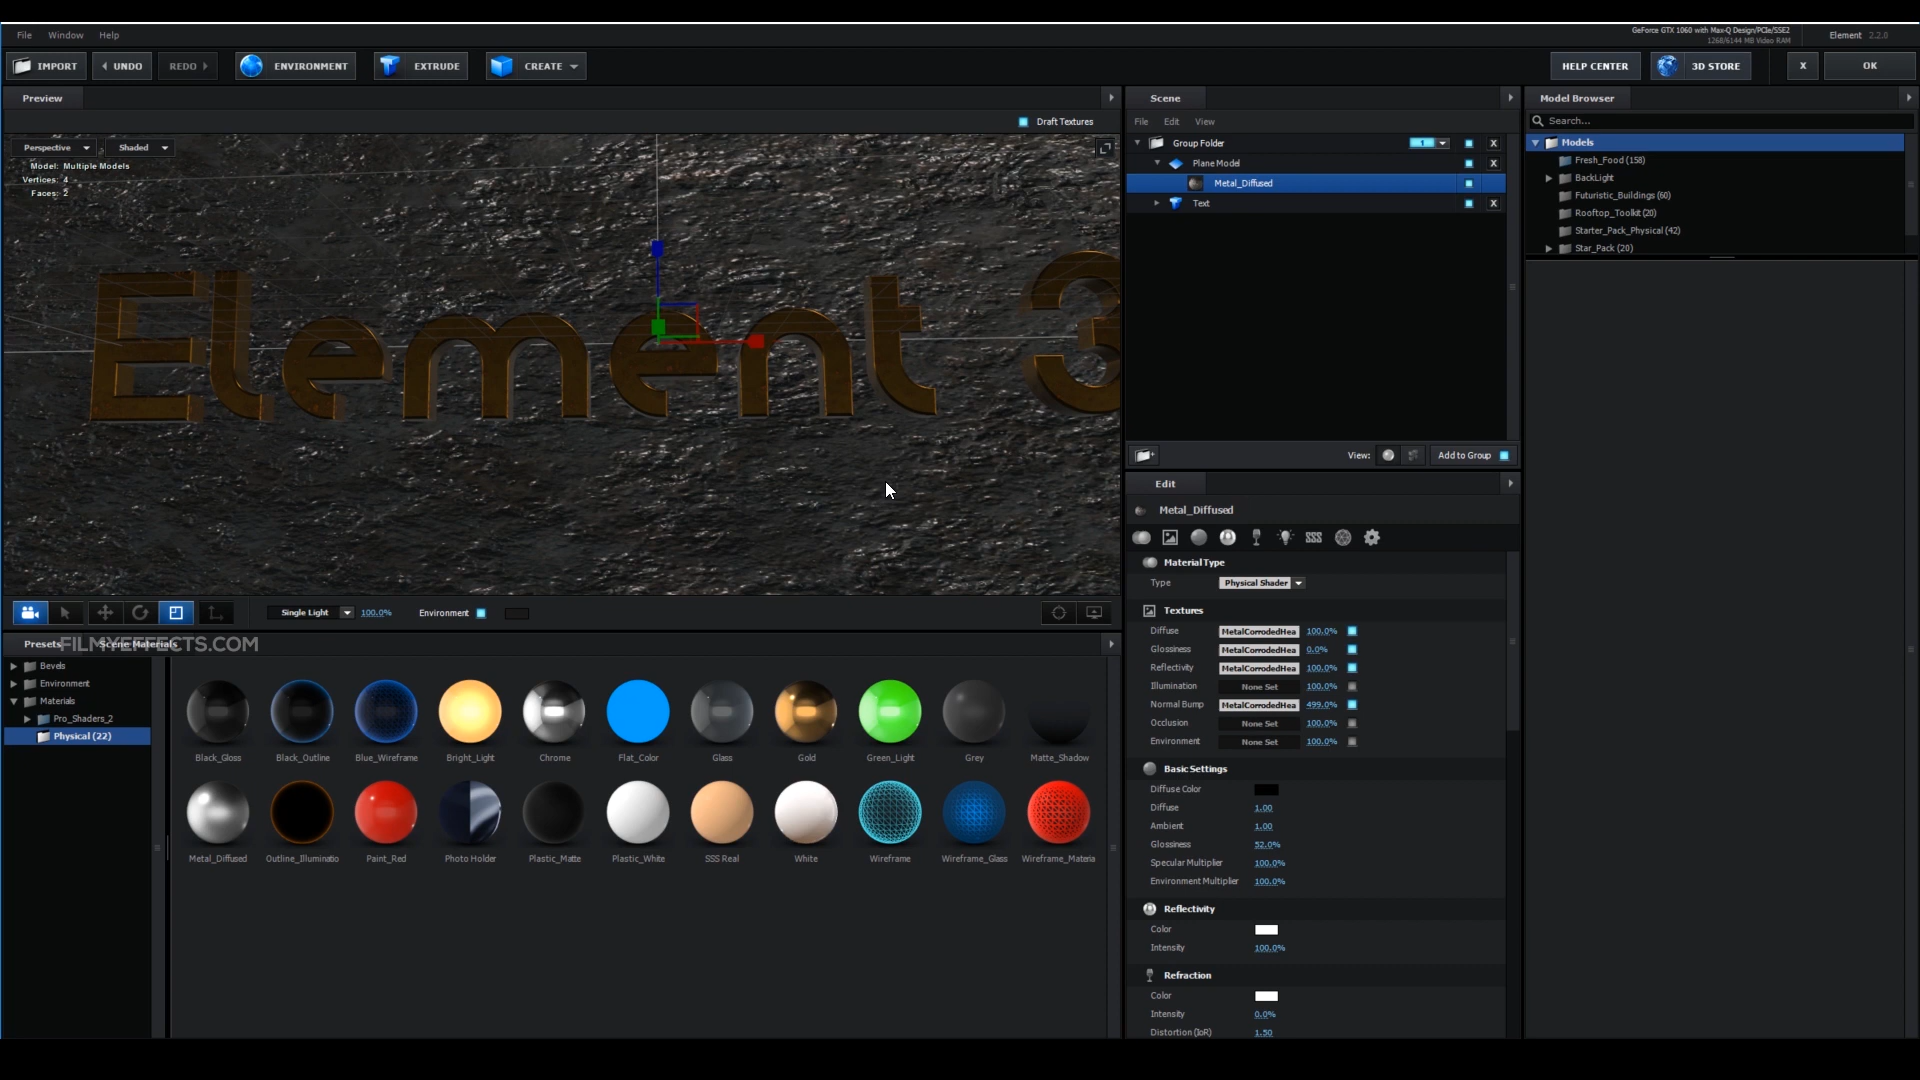 File Window Help
GeForce GTX 1060 with Max-Q Design/PCIe/SSE2
1268/6144 MB Video RAM
Element 2.2.0
IMPORT
UNDO
REDO
ENVIRONMENT
EXTRUDE
CREATE
HELP CENTER
3D STORE
X
OK
Preview
Draft Textures
Perspective
Shaded
Model: Multiple Models
Vertices: 4
Faces: 2
Element 3
Single Light
100.0%
Environment
Scene
File Edit View
Group Folder 1 X
Plane Model X
Metal_Diffused
Text X
View:
Add to Group
Model Browser
Search...
Models
Fresh_Food (158)
BackLight
Futuristic_Buildings (60)
Rooftop_Toolkit (20)
Starter_Pack_Physical (42)
Star_Pack (20)
Presets
Scene Materials
FILMYEFFECTS.COM
Bevels
Environment
Materials
Pro_Shaders_2
Physical (22)
Black_Gloss
Black_Outline
Blue_Wireframe
Bright_Light
Chrome
Flat_Color
Glass
Gold
Green_Light
Grey
Matte_Shadow
Metal_Diffused
Outline_Illuminatio
Paint_Red
Photo Holder
Plastic_Matte
Plastic_White
SSS Real
White
Wireframe
Wireframe_Glass
Wireframe_Materia
Edit
Metal_Diffused
SSS
Material Type
Type Physical Shader
Textures
Diffuse MetalCorrodedHea 100.0%
Glossiness MetalCorrodedHea 0.0%
Reflectivity MetalCorrodedHea 100.0%
Illumination None Set 100.0%
Normal Bump MetalCorrodedHea 499.0%
Occlusion None Set 100.0%
Environment None Set 100.0%
Basic Settings
Diffuse Color
Diffuse 1.00
Ambient 1.00
Glossiness 52.0%
Specular Multiplier 100.0%
Environment Multiplier 100.0%
Reflectivity
Color
Intensity 100.0%
Refraction
Color
Intensity 0.0%
Distortion (IoR) 1.50